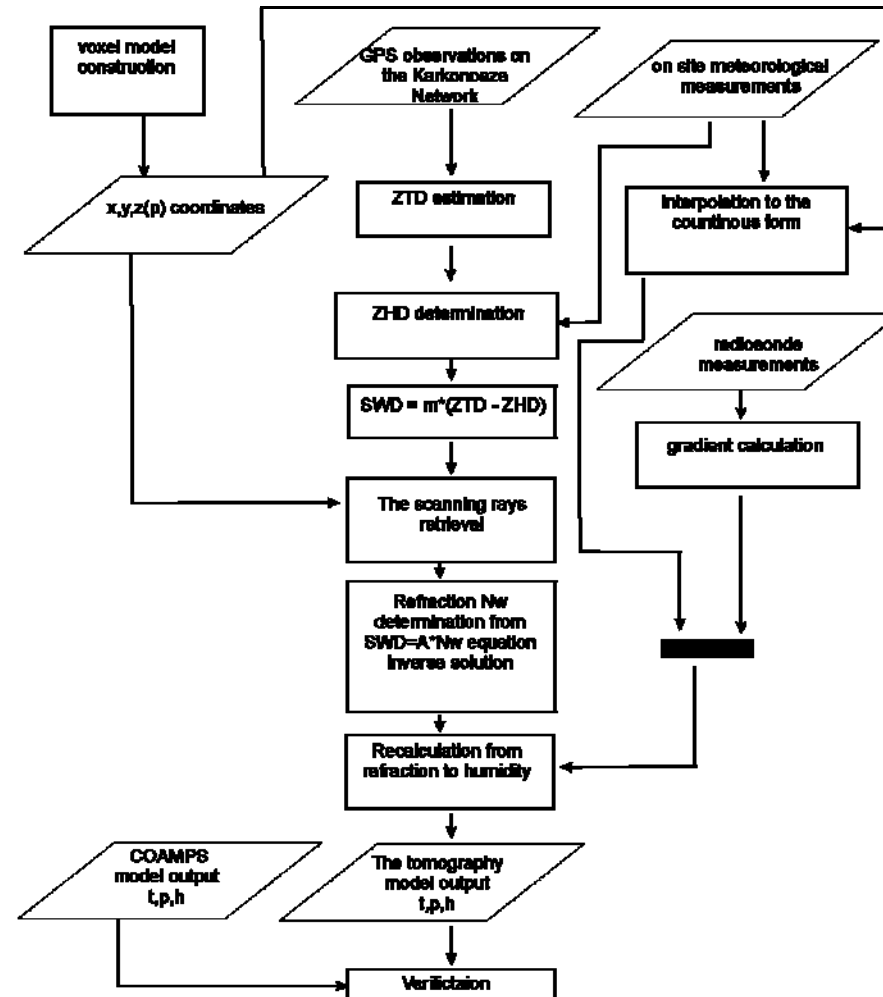 voxel model
construction
GPS observations on
the Karkonosze
Network
on site meteorological
measurements
x,y,z(p) coordinates
ZTD estimation
Interpolation to the
countinous form
ZHD determination
radiosonde
measurements
SWD = m*(ZTD - ZHD)
gradient calculation
The scanning rays
retrieval
Refraction Nw
determination from
SWD=A*Nw equation
inverse solution
Recalculation from
refraction to humidity
COAMPS
model output
t,p,h
The tomography
model output
t,p,h
Verifictaion